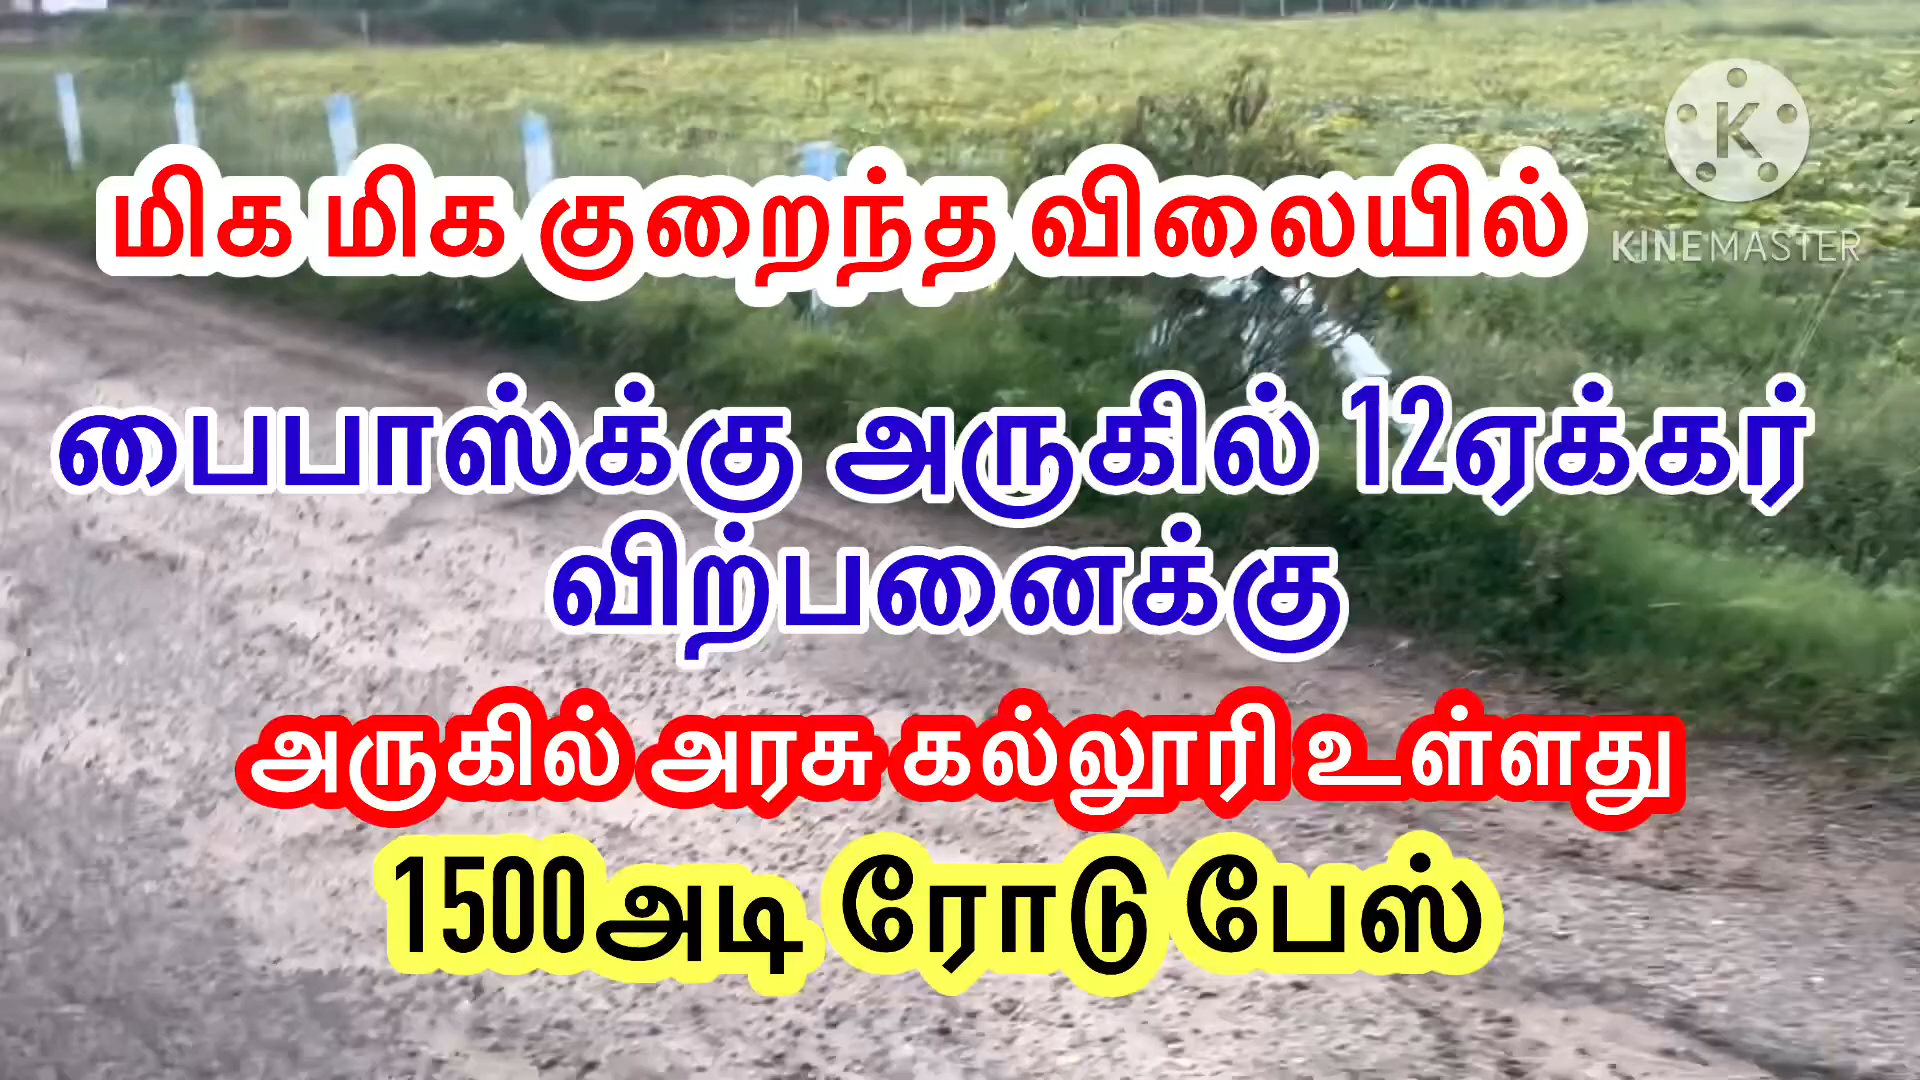 மிக மிக குறைந்த விலையில்
KINEMASTER
பைபாஸ்க்கு அருகில் 12ஏக்கர்
விற்பனைக்கு
அருகில் அரசு கல்லூரி உள்ளது
1500அடி ரோடு பேஸ்